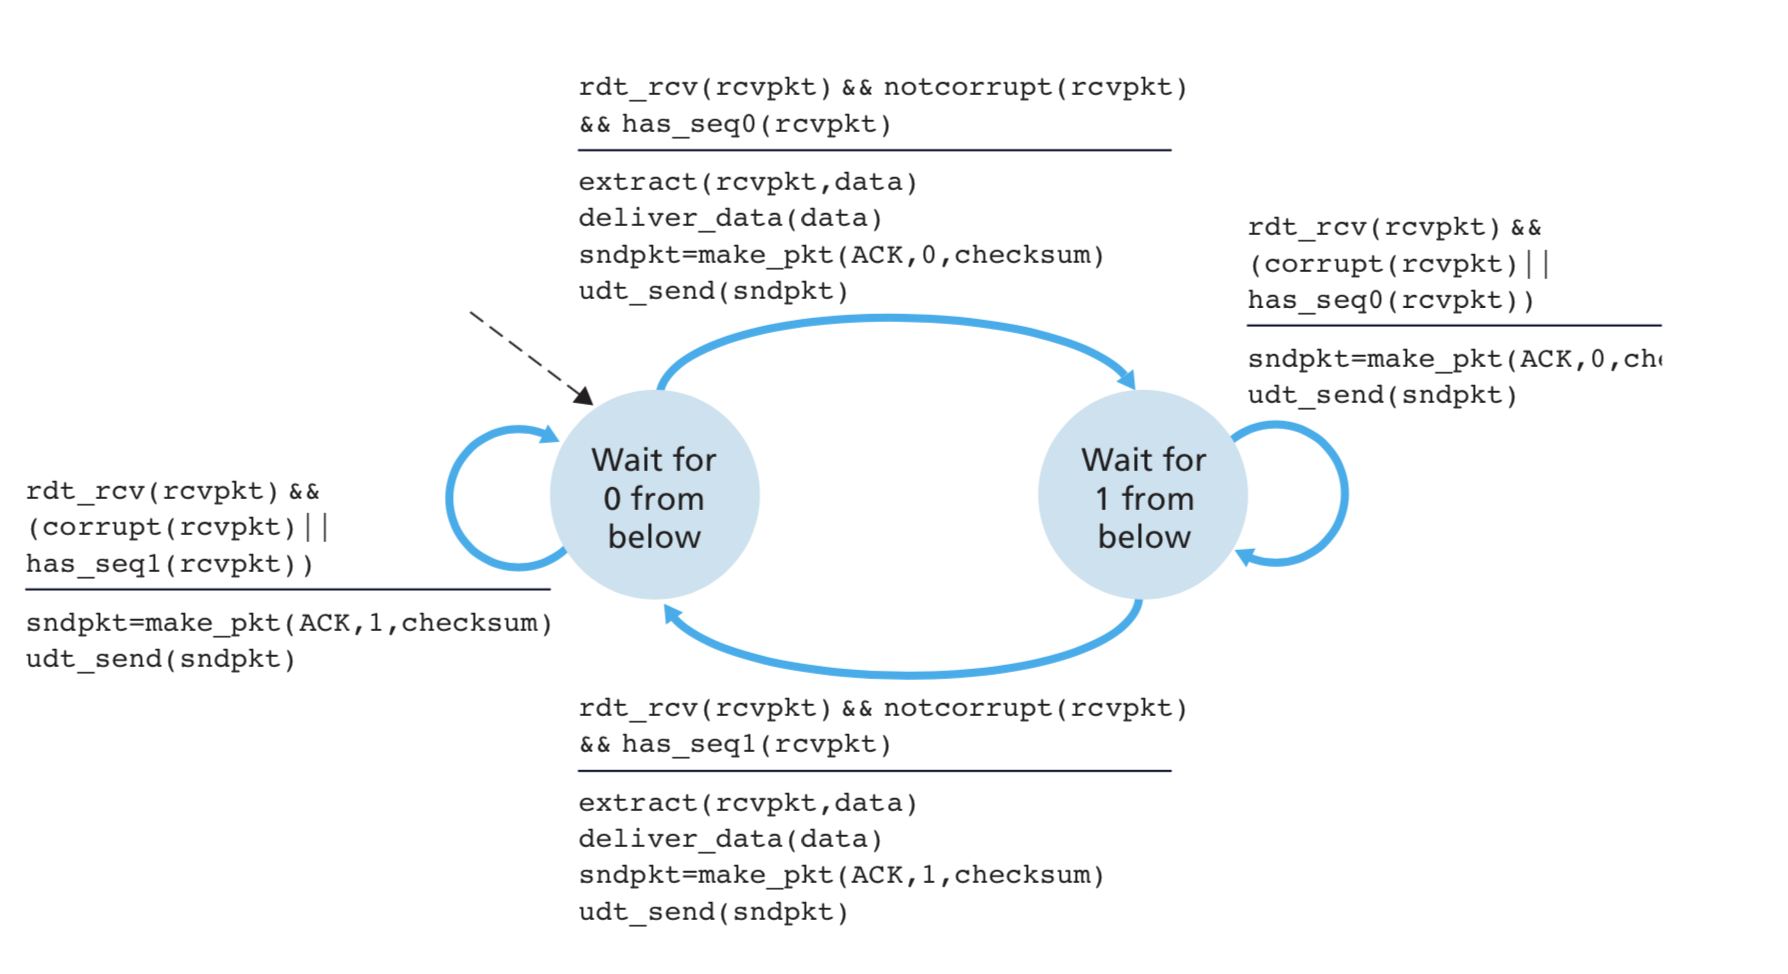 rdt_rcv(rcvpkt) && notcorrupt(rcvpkt)
&& has_seq0(rcvpkt)
extract(rcvpkt,data)
deliver_data(data)
sndpkt=make_pkt(ACK,0,checksum)
udt_send(sndpkt)
rdt_rcv(rcvpkt) &&
(corrupt(rcvpkt)||
has_seq0(rcvpkt))
sndpkt=make_pkt(ACK,0,che
udt_send(sndpkt)
Wait for
0 from
below
Wait for
1 from
below
rdt_rcv(rcvpkt) &&
(corrupt(rcvpkt)||
has_seq1(rcvpkt))
sndpkt=make_pkt(ACK,1,checksum)
udt_send(sndpkt)
rdt_rcv(rcvpkt) && notcorrupt(rcvpkt)
&& has_seq1(rcvpkt)
extract(rcvpkt,data)
deliver_data(data)
sndpkt=make_pkt(ACK,1,checksum)
udt_send(sndpkt)